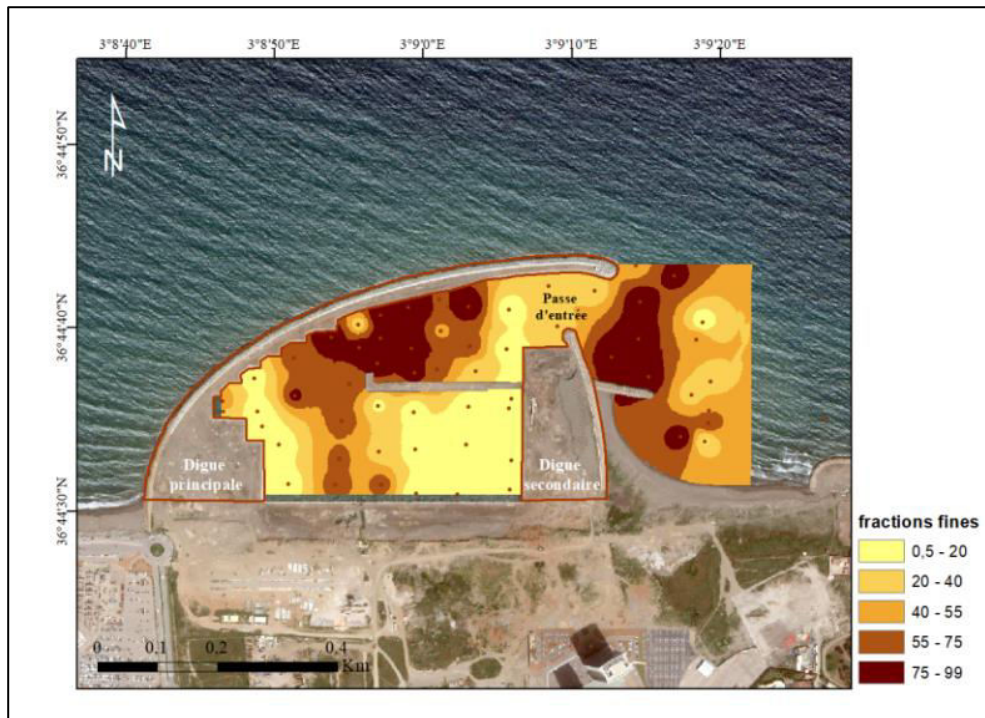 3°8'40"E 3°8'50"E 3°9'0"E 3°9'10"E 3°9'20"E
36°44'50"N
36°44'40"N
36°44'30"N
N
Passe
d'entrée
Digue
principale
Digue
secondaire
0 0,1 0,2 0,4
Km
fractions fines
0,5 - 20
20 - 40
40 - 55
55 - 75
75 - 99